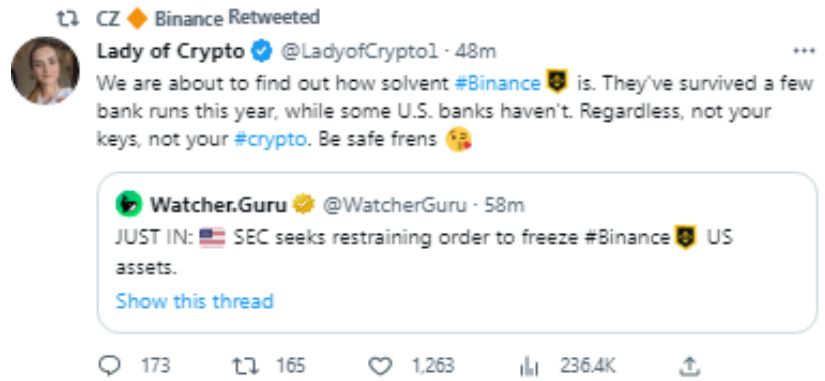 CZ 🔶 Binance Retweeted
Lady of Crypto @LadyofCrypto1 · 48m
We are about to find out how solvent #Binance is. They've survived a few
bank runs this year, while some U.S. banks haven't. Regardless, not your
keys, not your #crypto. Be safe frens 😘
Watcher.Guru @WatcherGuru · 58m
JUST IN: 🇺🇸 SEC seeks restraining order to freeze #Binance US
assets.
Show this thread
173 165 1,263 236.4K